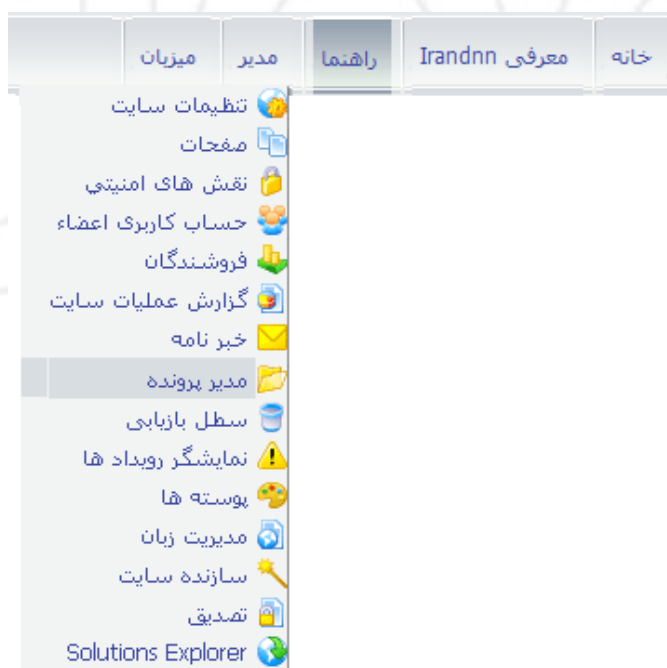 خانه معرفی Irandnn راهنما مدیر میزبان
تنظیمات سایت
صفحات
نقش های امنیتی
حساب کاربری اعضاء
فروشندگان
گزارش عملیات سایت
خبر نامه
مدیر پرونده
سطل بازیابی
نمایشگر رویداد ها
پوسته ها
مدیریت زبان
سازنده سایت
تصدیق
Solutions Explorer